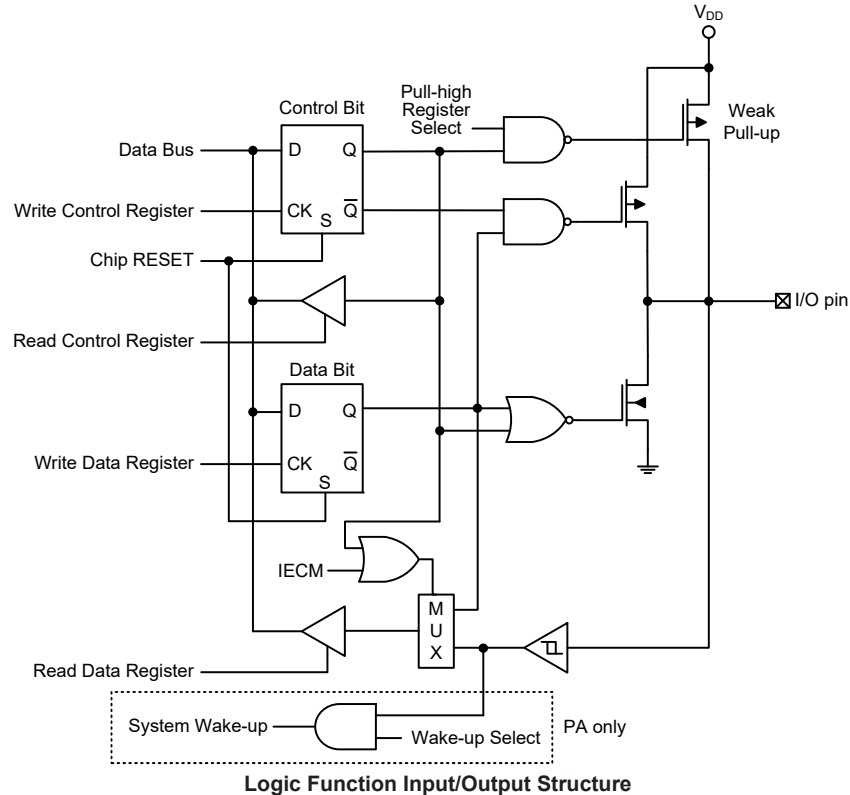 V_DD
Pull-high
Register
Select
Weak
Pull-up
Control Bit
Data Bus
D
Q
Write Control Register
CK
S
Q̅
Chip RESET
I/O pin
Read Control Register
Data Bit
D
Q
Write Data Register
CK
S
Q̅
IECM
M
U
X
Read Data Register
System Wake-up
Wake-up Select
PA only
Logic Function Input/Output Structure